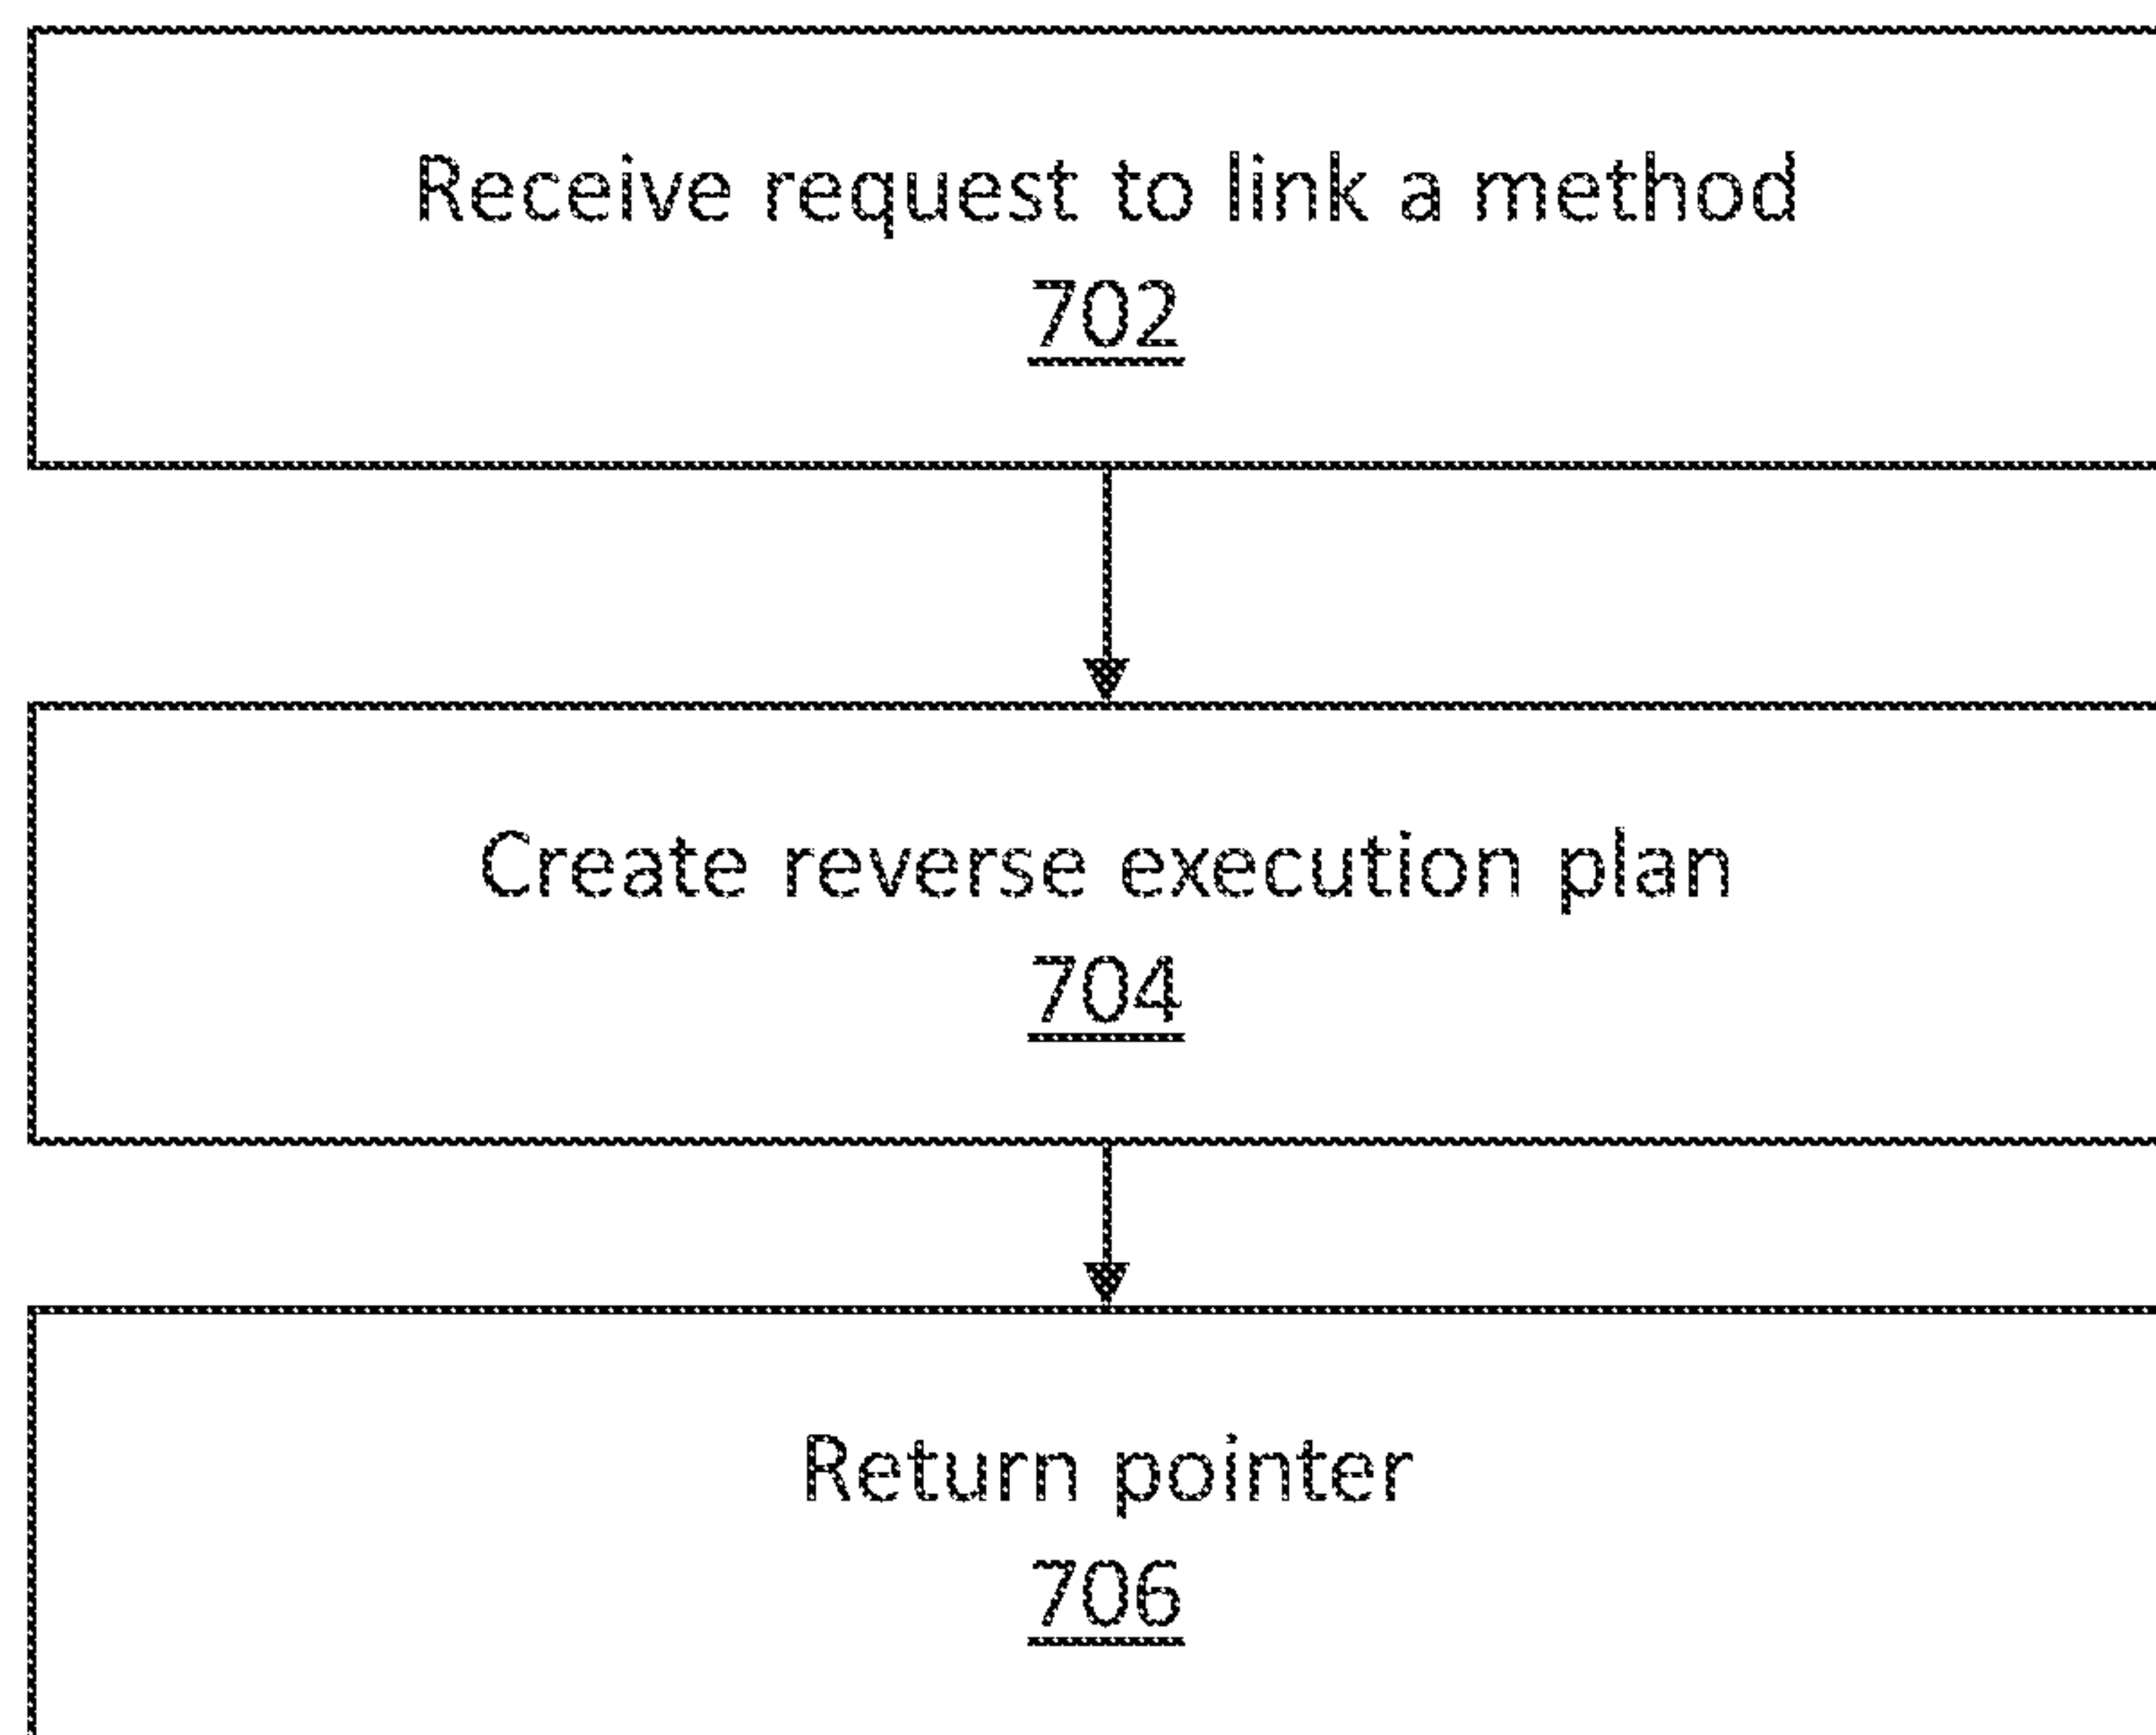 Receive request to link a method
702
Create reverse execution plan
704
Return pointer
706